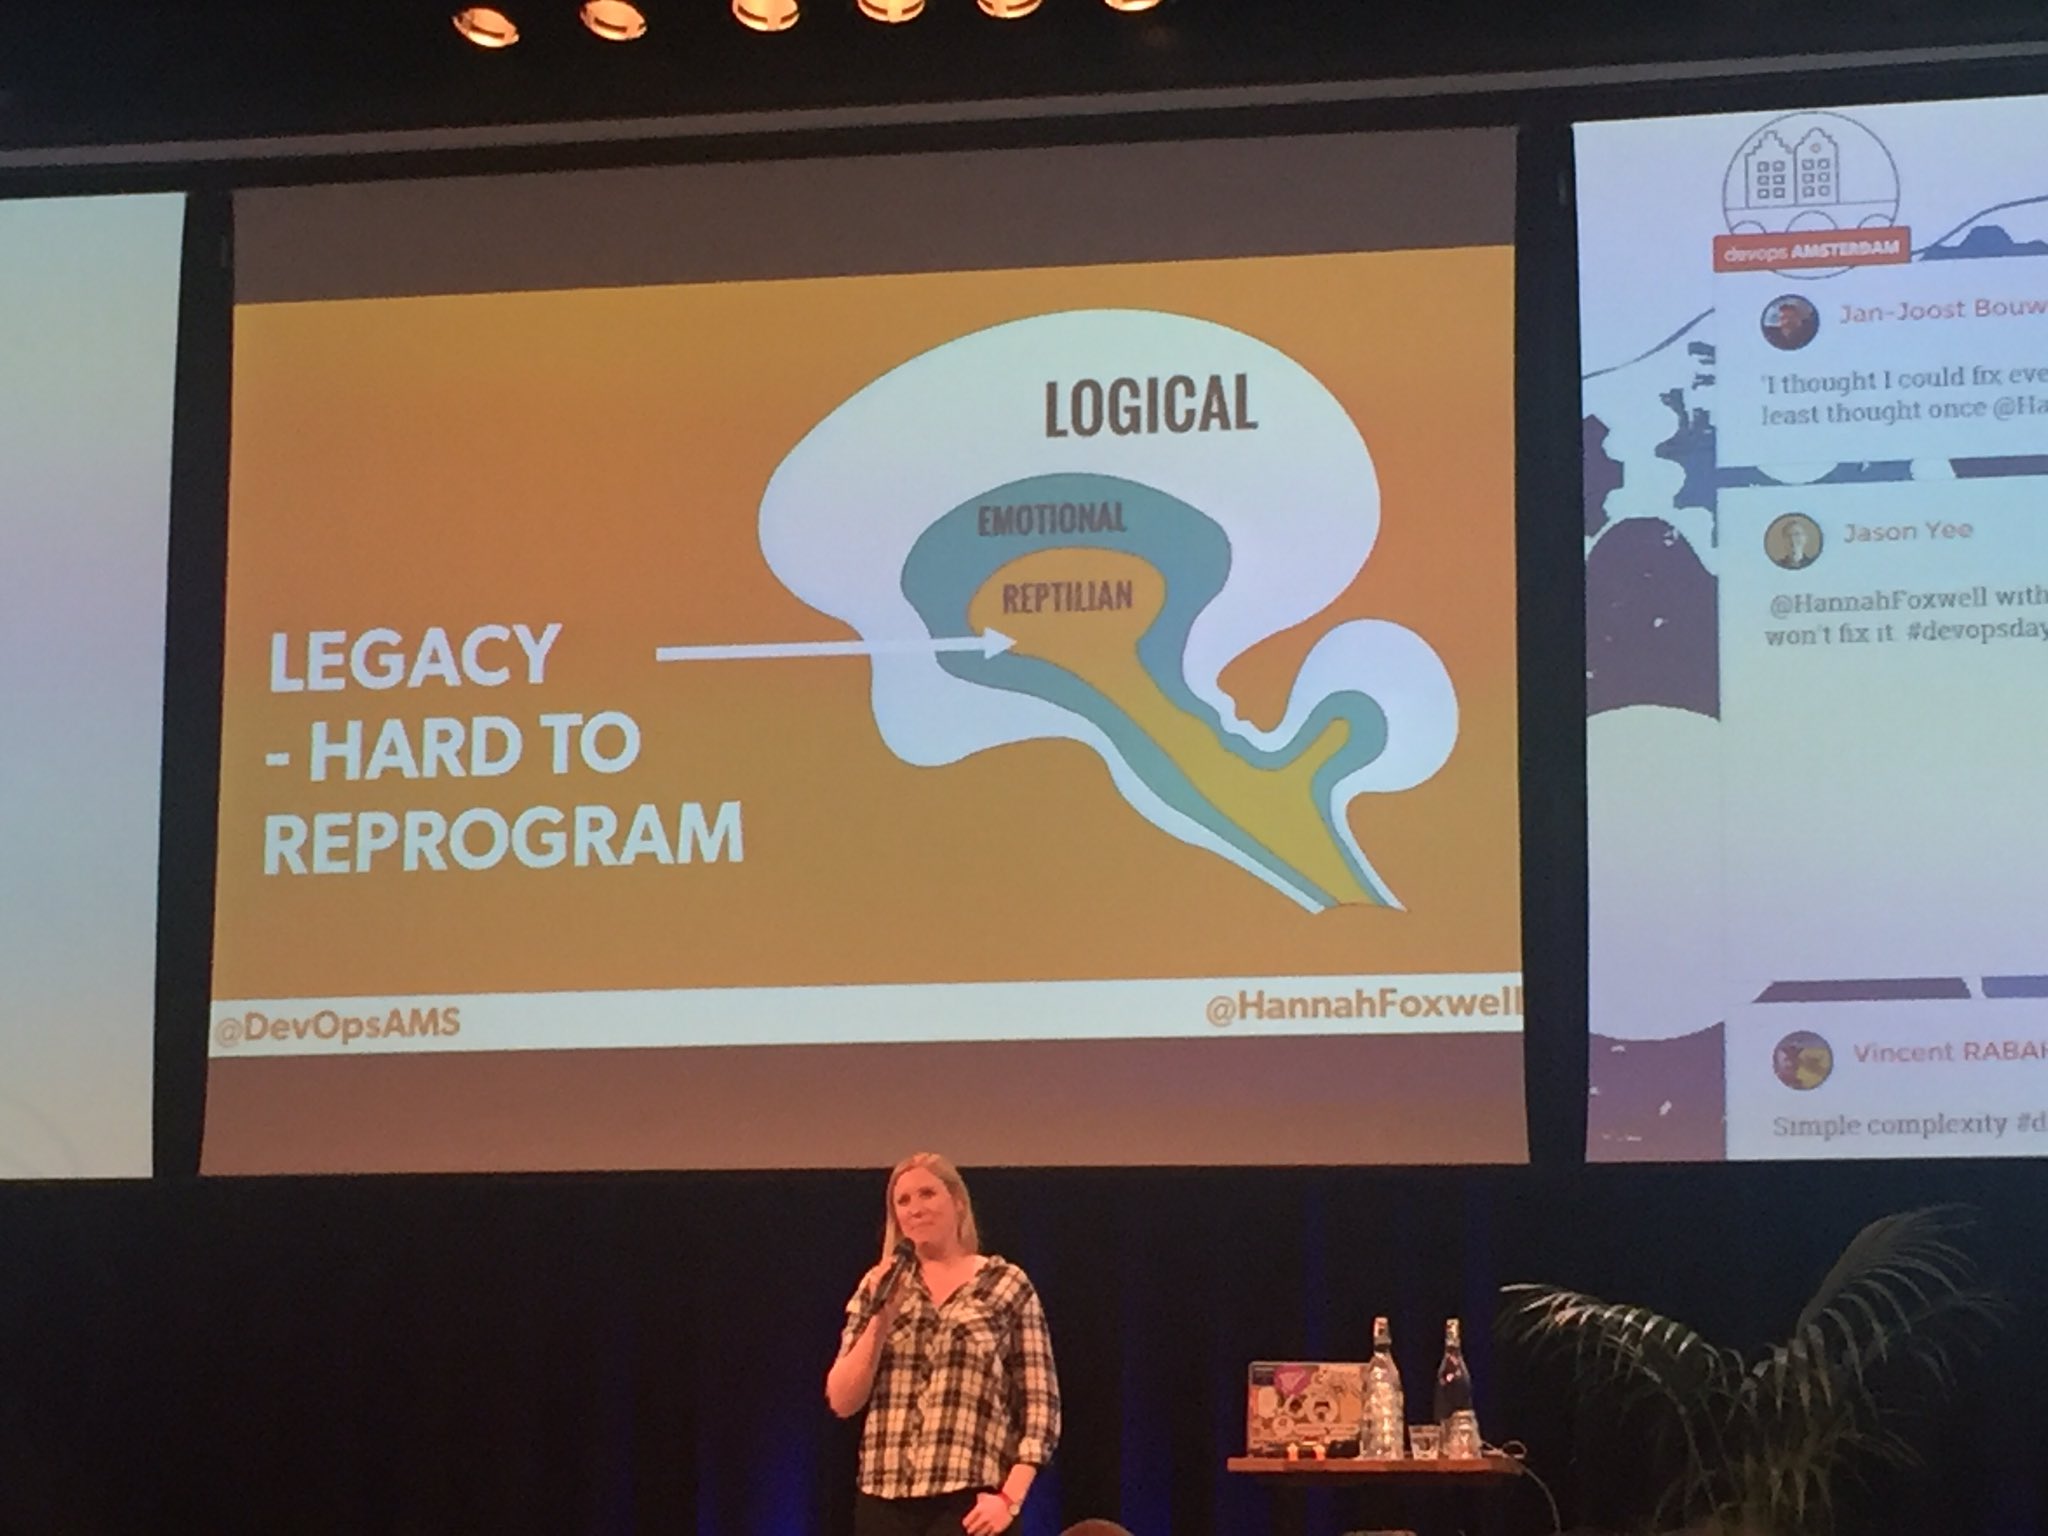 LOGICAL
EMOTIONAL
REPTILIAN
LEGACY
- HARD TO
REPROGRAM
@DevOpsAMS
@HannahFoxwell
devops AMSTERDAM
Jan-Joost Bouw
'I thought I could fix eve
least thought once @Ha
Jason Yee
@HannahFoxwell with
won't fix it #devopsday
Vincent RABAH
Simple complexity #d